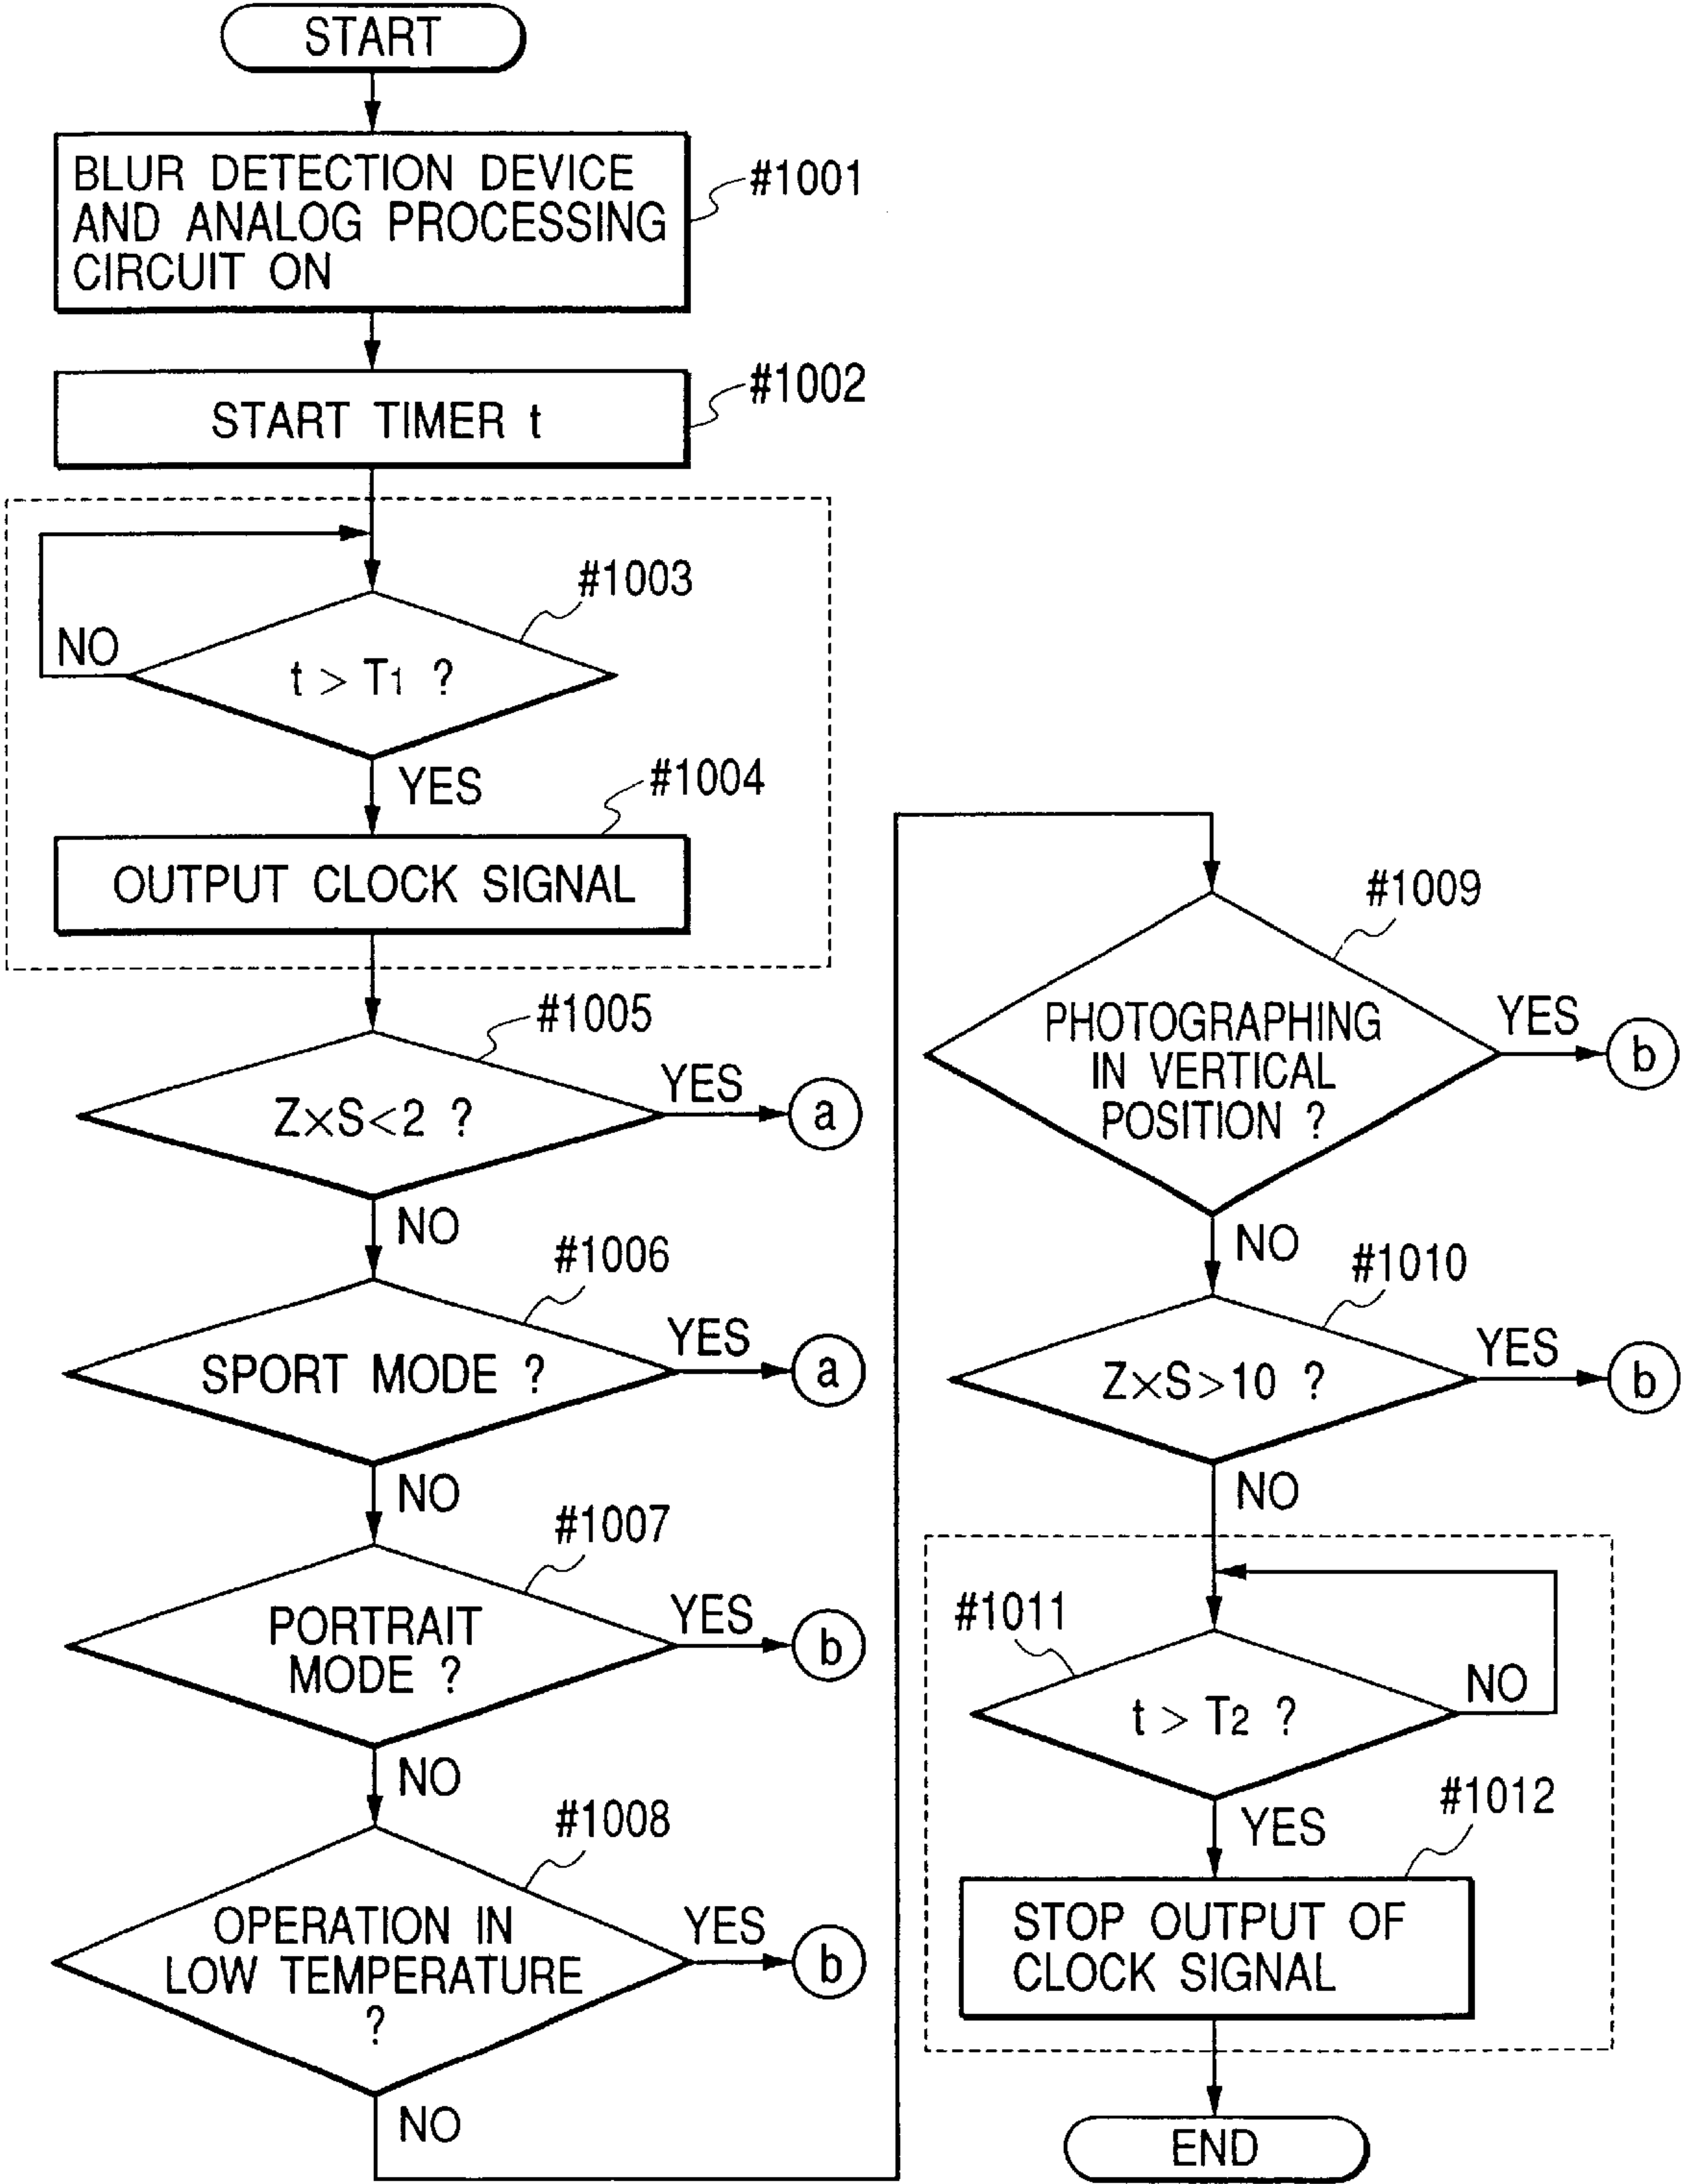 START
BLUR DETECTION DEVICE
AND ANALOG PROCESSING
CIRCUIT ON
#1001
START TIMER t
#1002
#1003
NO
t > T1 ?
YES
#1004
OUTPUT CLOCK SIGNAL
#1005
Z×S<2 ?
YES
a
NO
#1006
SPORT MODE ?
YES
a
NO
#1007
PORTRAIT
MODE ?
YES
b
NO
#1008
OPERATION IN
LOW TEMPERATURE
?
YES
b
NO
#1009
PHOTOGRAPHING
IN VERTICAL
POSITION ?
YES
b
NO
#1010
Z×S>10 ?
YES
b
NO
#1011
t > T2 ?
NO
YES
#1012
STOP OUTPUT OF
CLOCK SIGNAL
END